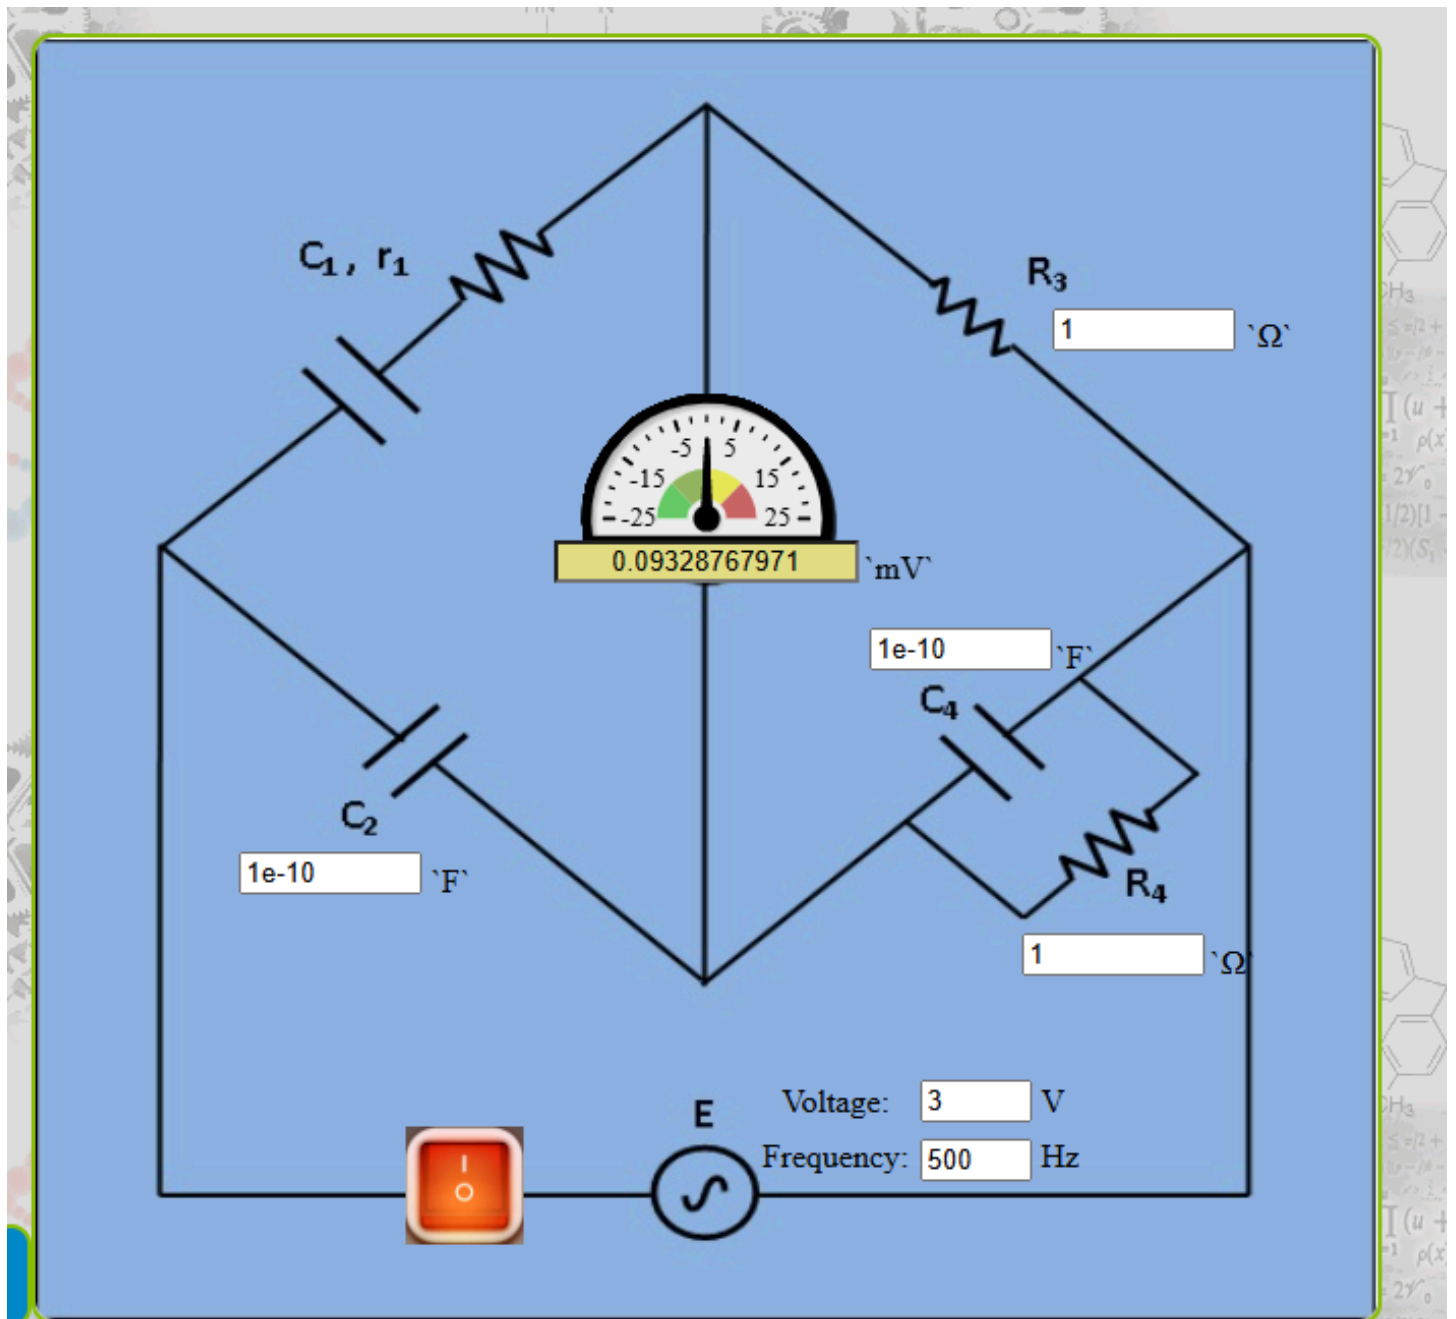 C₁, r₁
R₃
1 `Ω`
-5 5
-15 15
-25 25
0.09328767971 `mV`
1e-10 `F`
C₄
C₂
1e-10 `F`
R₄
1 `Ω`
E
Voltage: 3 V
Frequency: 500 Hz
I
O
CH₃